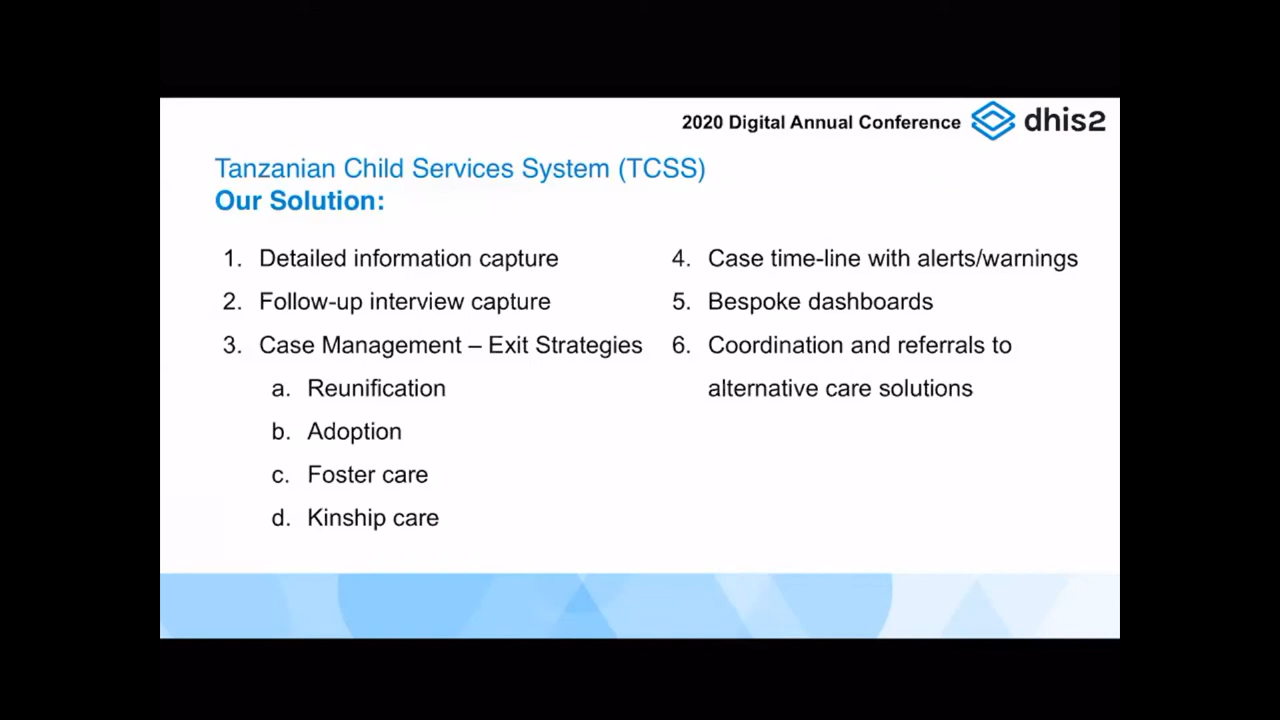 2020 Digital Annual Conference dhis2
Tanzanian Child Services System (TCSS)
Our Solution:
1. Detailed information capture
2. Follow-up interview capture
3. Case Management – Exit Strategies
a. Reunification
b. Adoption
c. Foster care
d. Kinship care
4. Case time-line with alerts/warnings
5. Bespoke dashboards
6. Coordination and referrals to
alternative care solutions